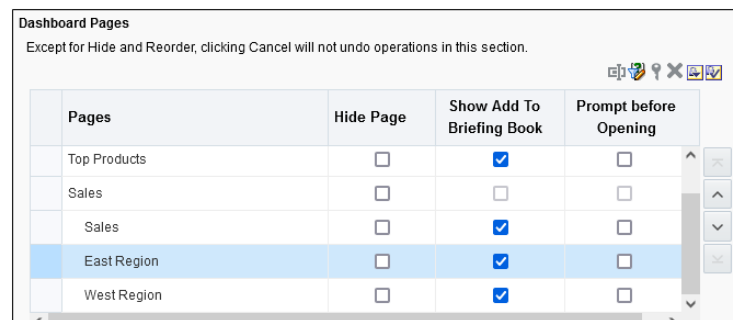 Dashboard Pages
Except for Hide and Reorder, clicking Cancel will not undo operations in this section.
Pages Hide Page Show Add To Briefing Book Prompt before Opening
Top Products
Sales
Sales
East Region
West Region